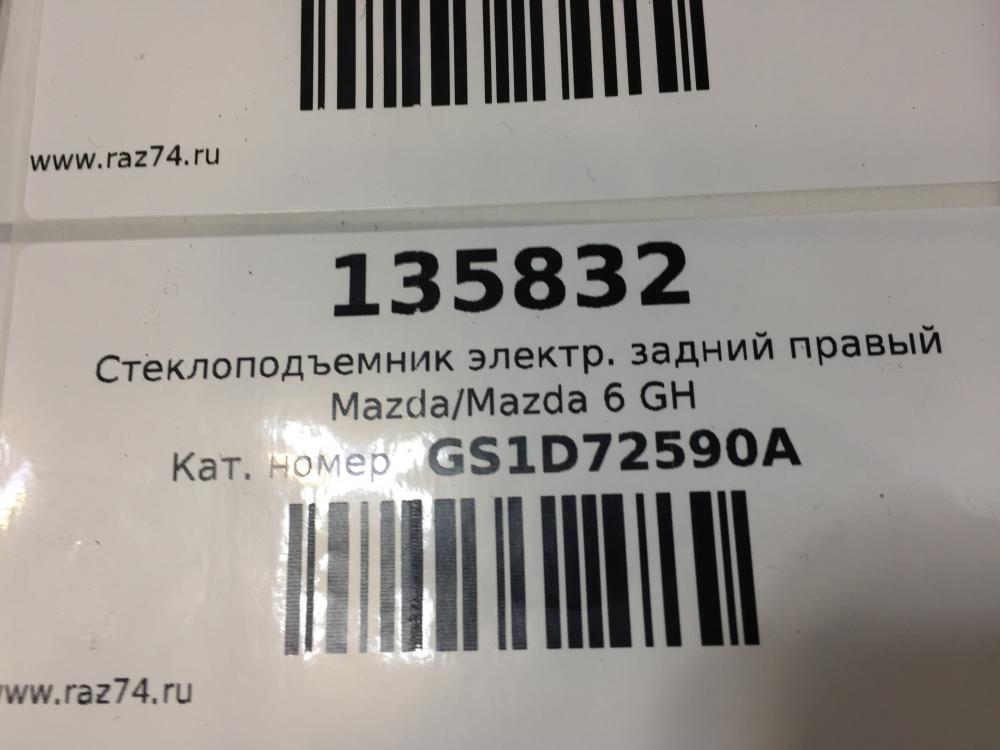 www.raz74.ru
135832
Стеклоподъемник электр. задний правый
Mazda/Mazda 6 GH
Кат. номер GS1D72590A
www.raz74.ru